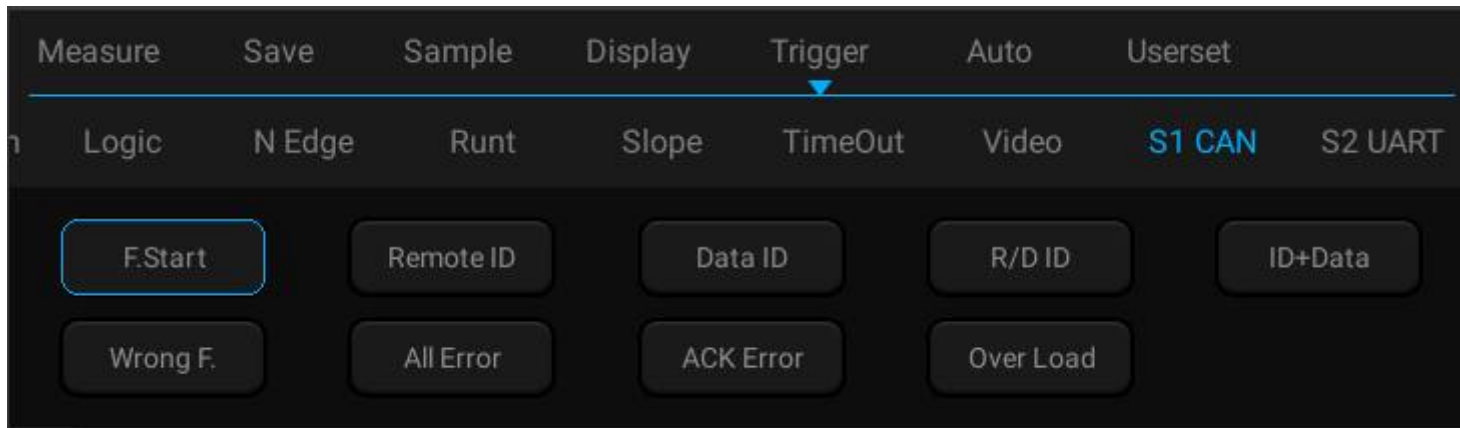 Measure Save Sample Display Trigger Auto Userset
n Logic N Edge Runt Slope TimeOut Video S1 CAN S2 UART
F.Start Remote ID Data ID R/D ID ID+Data
Wrong F. All Error ACK Error Over Load